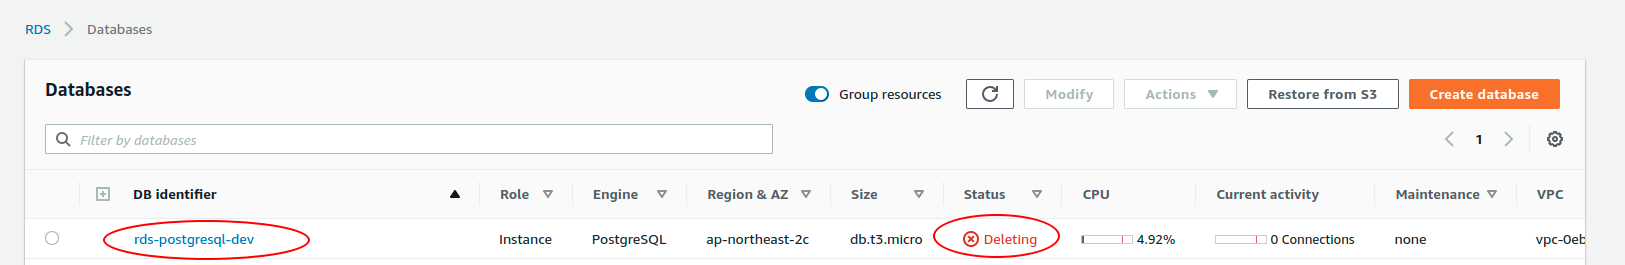 RDS > Databases
Databases
Group resources
Modify
Actions
Restore from S3
Create database
FIlter by databases
1
DB identifier Role Engine Region & AZ Size Status CPU Current activity Maintenance VPC
rds-postgresql-dev Instance PostgreSQL ap-northeast-2c db.t3.micro Deleting 4.92% 0 Connections none vpc-0eb